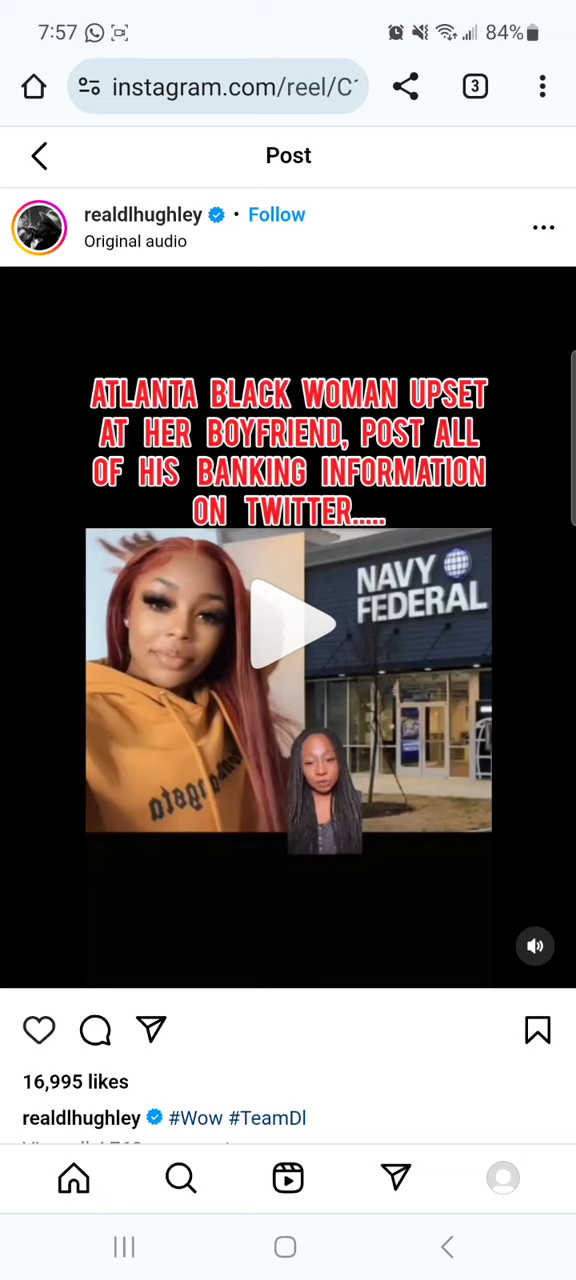 7:57
84%
instagram.com/reel/C
3
Post
realdlhughley • Follow
Original audio
ATLANTA BLACK WOMAN UPSET
AT HER BOYFRIEND, POST ALL
OF HIS BANKING INFORMATION
ON TWITTER.....
NAVY
FEDERAL
16,995 likes
realdlhughley #Wow #TeamDl